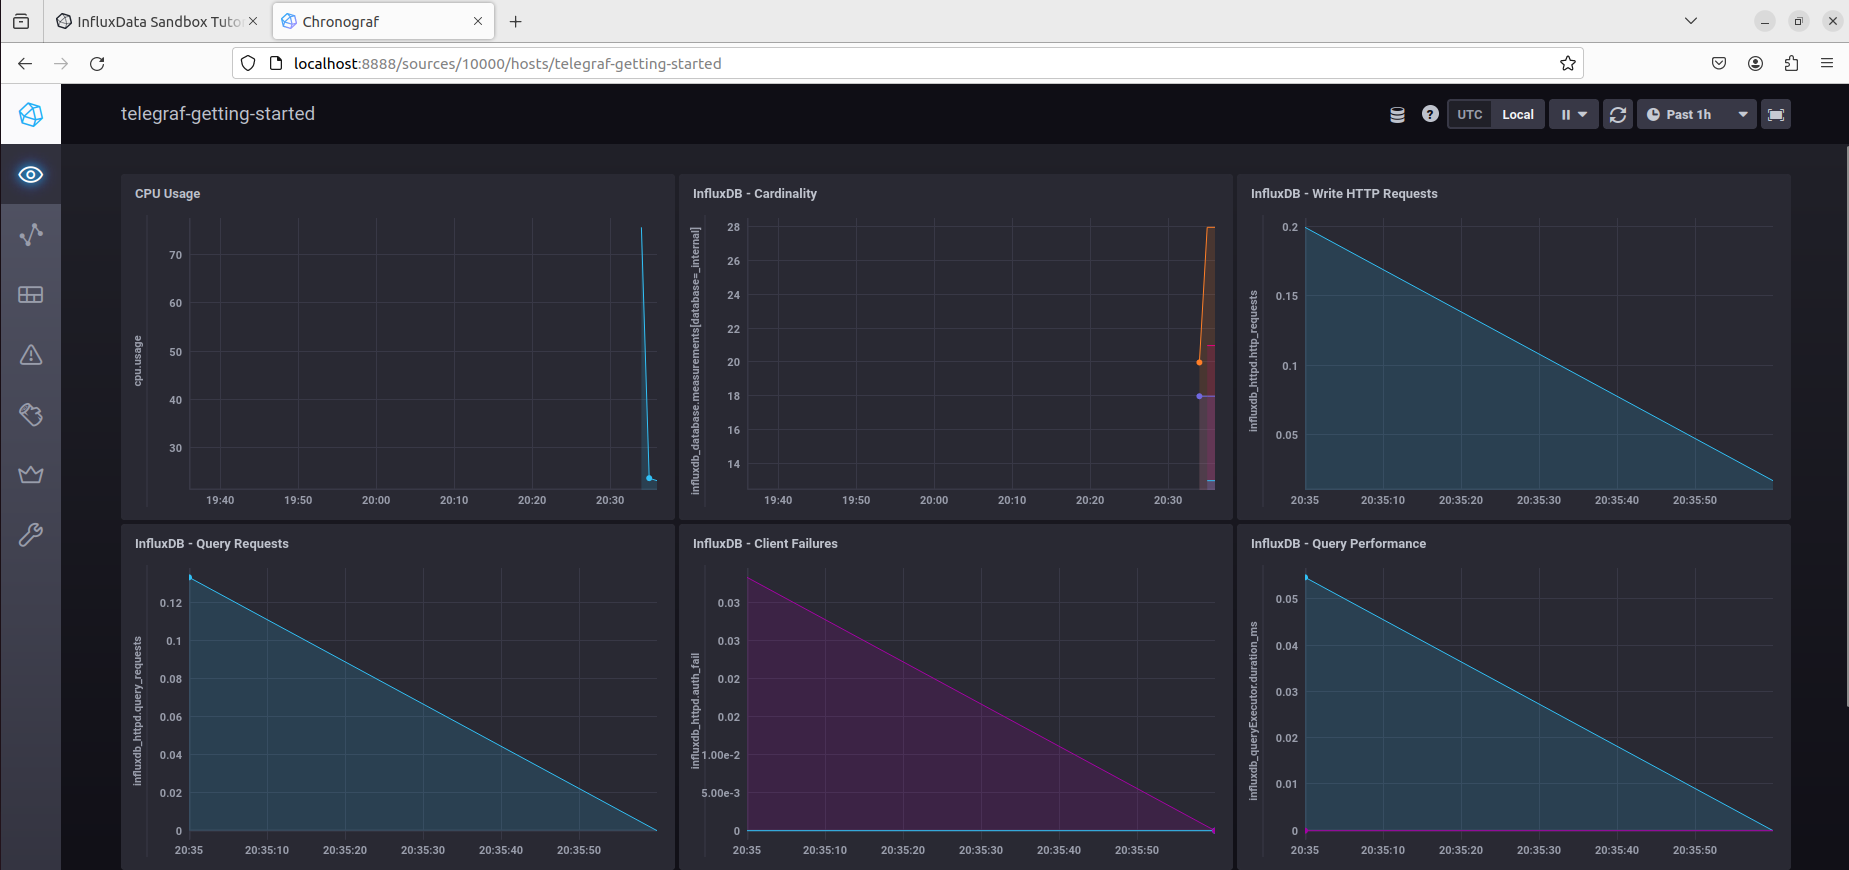 InfluxData Sandbox Tuto
Chronograf
localhost:8888/sources/10000/hosts/telegraf-getting-started
telegraf-getting-started
UTC Local Past 1h
CPU Usage
cpu.usage
70
60
50
40
30
19:40 19:50 20:00 20:10 20:20 20:30
InfluxDB - Cardinality
influxdb_database.measurements[database=_internal]
28
26
24
22
20
18
16
14
19:40 19:50 20:00 20:10 20:20 20:30
InfluxDB - Write HTTP Requests
influxdb_httpd.http_requests
0.2
0.15
0.1
0.05
20:35 20:35:10 20:35:20 20:35:30 20:35:40 20:35:50
InfluxDB - Query Requests
influxdb_httpd.query_requests
0.12
0.1
0.08
0.06
0.04
0.02
0
20:35 20:35:10 20:35:20 20:35:30 20:35:40 20:35:50
InfluxDB - Client Failures
influxdb_httpd.auth_fail
0.03
0.03
0.02
0.02
1.00e-2
5.00e-3
0
20:35 20:35:10 20:35:20 20:35:30 20:35:40 20:35:50
InfluxDB - Query Performance
influxdb_queryExecutor.duration_ms
0.05
0.04
0.03
0.02
0.01
0
20:35 20:35:10 20:35:20 20:35:30 20:35:40 20:35:50